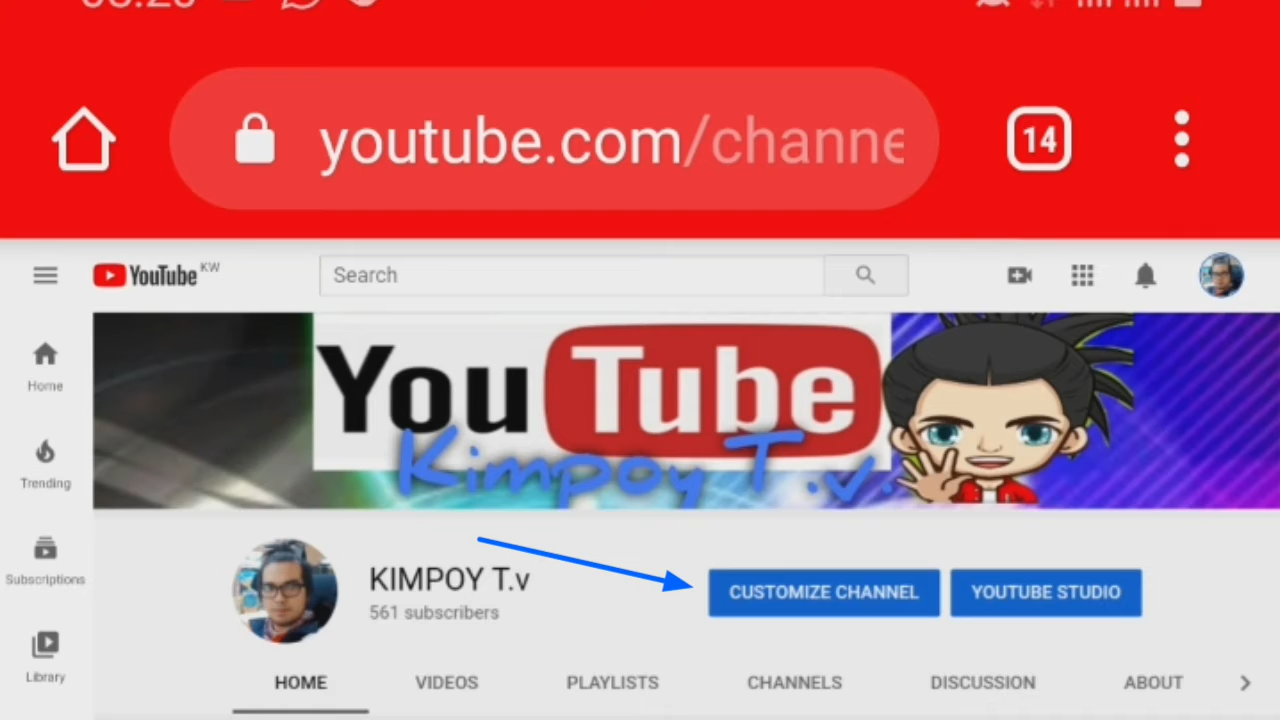 youtube.com/channe
14
YouTube KW
Search
YouTube
Kimpoy T.v.
Home
Trending
Subscriptions
Library
KIMPOY T.v
561 subscribers
CUSTOMIZE CHANNEL
YOUTUBE STUDIO
HOME
VIDEOS
PLAYLISTS
CHANNELS
DISCUSSION
ABOUT